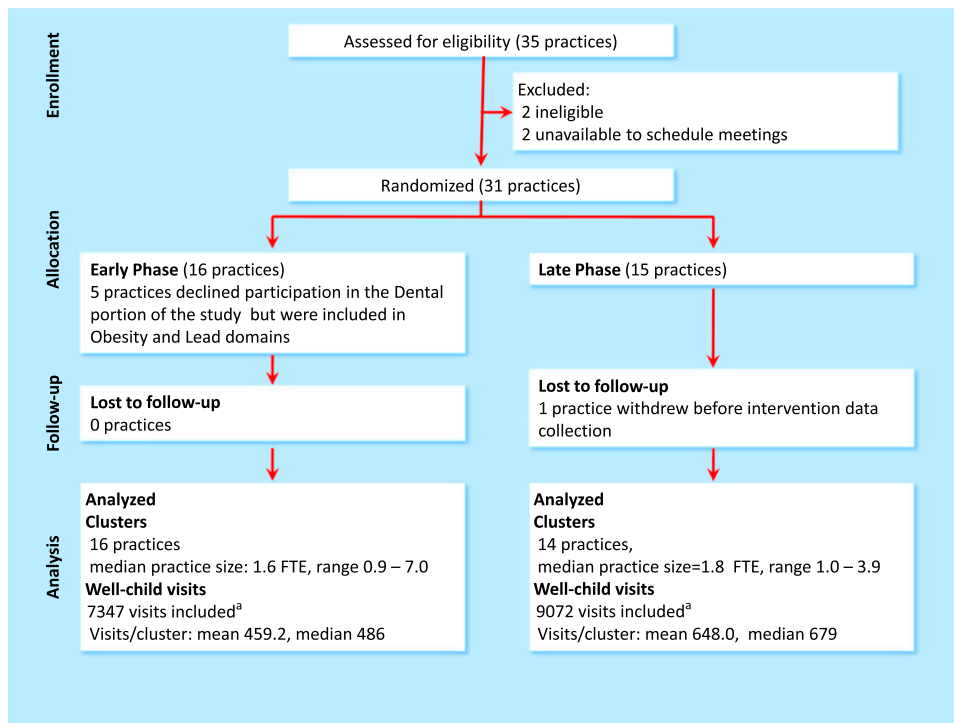 Enrollment
Assessed for eligibility (35 practices)
Excluded:
2 ineligible
2 unavailable to schedule meetings
Randomized (31 practices)
Allocation
Early Phase (16 practices)
5 practices declined participation in the Dental
portion of the study but were included in
Obesity and Lead domains
Late Phase (15 practices)
Follow-up
Lost to follow-up
0 practices
Lost to follow-up
1 practice withdrew before intervention data
collection
Analysis
Analyzed
Clusters
16 practices
median practice size: 1.6 FTE, range 0.9 – 7.0
Well-child visits
7347 visits includedᵃ
Visits/cluster: mean 459.2, median 486
Analyzed
Clusters
14 practices,
median practice size=1.8 FTE, range 1.0 – 3.9
Well-child visits
9072 visits includedᵃ
Visits/cluster: mean 648.0, median 679